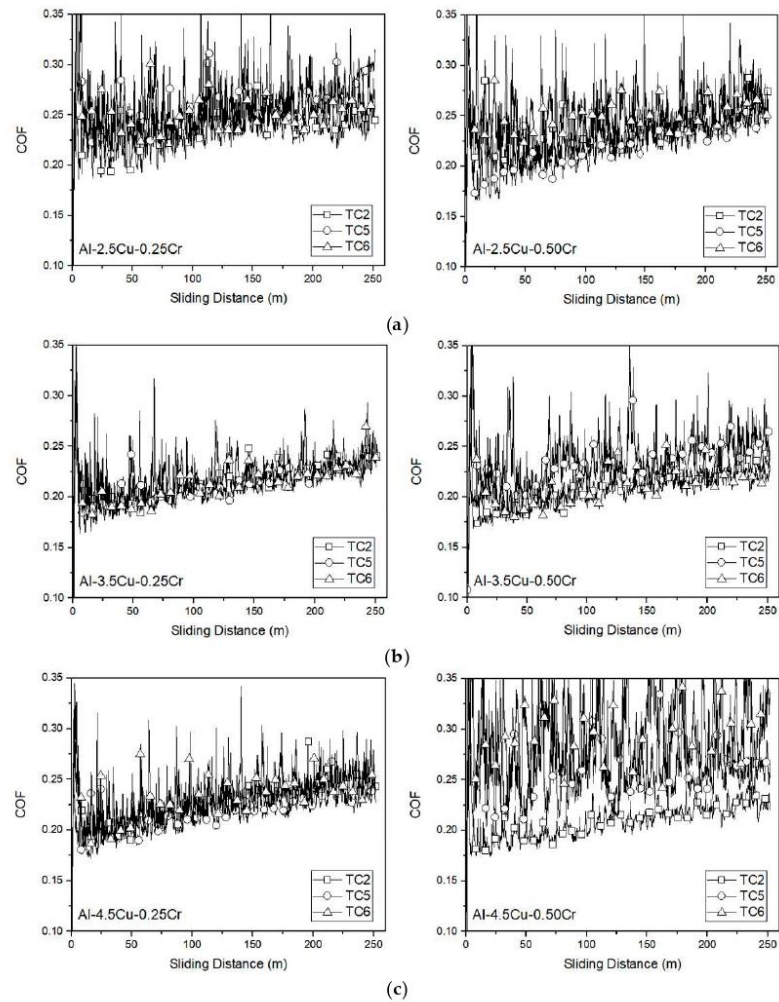 0.35
0.30
0.25
0.20
0.15
0.10
COF
0 50 100 150 200 250
Sliding Distance (m)
TC2
TC5
TC6
Al-2.5Cu-0.25Cr
0.35
0.30
0.25
0.20
0.15
0.10
COF
0 50 100 150 200 250
Sliding Distance (m)
TC2
TC5
TC6
Al-2.5Cu-0.50Cr
(a)
0.35
0.30
0.25
0.20
0.15
0.10
COF
0 50 100 150 200 250
Sliding Distance (m)
TC2
TC5
TC6
Al-3.5Cu-0.25Cr
0.35
0.30
0.25
0.20
0.15
0.10
COF
0 50 100 150 200 250
Sliding Distance (m)
TC2
TC5
TC6
Al-3.5Cu-0.50Cr
(b)
0.35
0.30
0.25
0.20
0.15
0.10
COF
0 50 100 150 200 250
Sliding Distance (m)
TC2
TC5
TC6
Al-4.5Cu-0.25Cr
0.35
0.30
0.25
0.20
0.15
0.10
COF
0 50 100 150 200 250
Sliding Distance (m)
TC2
TC5
TC6
Al-4.5Cu-0.50Cr
(c)